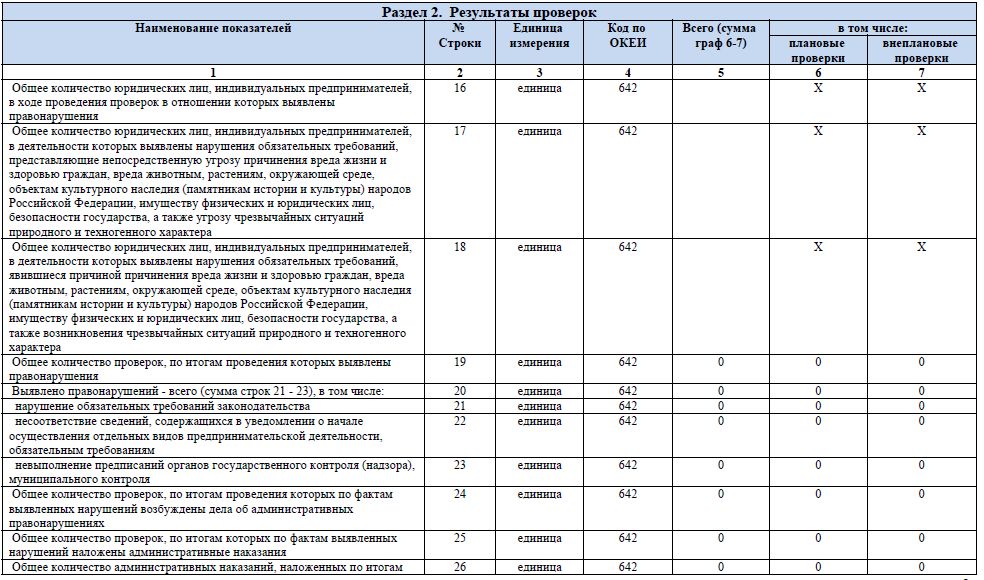 Раздел 2. Результаты проверок
Наименование показателей № Строки Единица измерения Код по ОКЕИ Всего (сумма граф 6-7) в том числе:
плановые проверки внеплановые проверки
1 2 3 4 5 6 7
Общее количество юридических лиц, индивидуальных предпринимателей, 16 единица 642 X X
в ходе проведения проверок в отношении которых выявлены
правонарушения
Общее количество юридических лиц, индивидуальных предпринимателей, 17 единица 642 X X
в деятельности которых выявлены нарушения обязательных требований,
представляющие непосредственную угрозу причинения вреда жизни и
здоровью граждан, вреда животным, растениям, окружающей среде,
объектам культурного наследия (памятникам истории и культуры) народов
Российской Федерации, имуществу физических и юридических лиц,
безопасности государства, а также угрозу чрезвычайных ситуаций
природного и техногенного характера
Общее количество юридических лиц, индивидуальных предпринимателей, 18 единица 642 X X
в деятельности которых выявлены нарушения обязательных требований,
явившиеся причиной причинения вреда жизни и здоровью граждан, вреда
животным, растениям, окружающей среде, объектам культурного наследия
(памятникам истории и культуры) народов Российской Федерации,
имуществу физических и юридических лиц, безопасности государства, а
также возникновения чрезвычайных ситуаций природного и техногенного
характера
Общее количество проверок, по итогам проведения которых выявлены 19 единица 642 0 0 0
правонарушения
Выявлено правонарушений - всего (сумма строк 21 - 23), в том числе: 20 единица 642 0 0 0
нарушение обязательных требований законодательства 21 единица 642 0 0 0
несоответствие сведений, содержащихся в уведомлении о начале 22 единица 642 0 0 0
осуществления отдельных видов предпринимательской деятельности,
обязательным требованиям
невыполнение предписаний органов государственного контроля (надзора), 23 единица 642 0 0 0
муниципального контроля
Общее количество проверок, по итогам проведения которых по фактам 24 единица 642 0 0 0
выявленных нарушений возбуждены дела об административных
правонарушениях
Общее количество проверок, по итогам которых по фактам выявленных 25 единица 642 0 0 0
нарушений наложены административные наказания
Общее количество административных наказаний, наложенных по итогам 26 единица 642 0 0 0